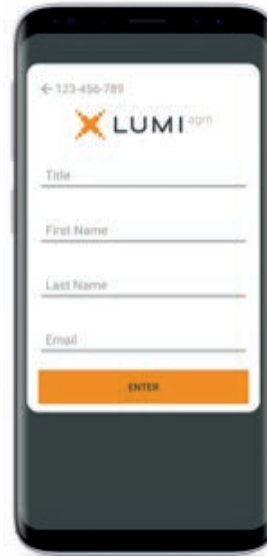 ← 123-456-789
LUMI agm
Title
First Name
Last Name
Email
ENTER